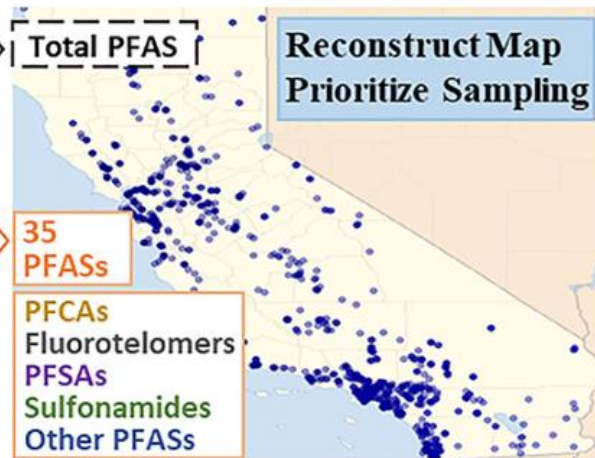 Total PFAS
Reconstruct Map
Prioritize Sampling
35
PFASs
PFCAs
Fluorotelomers
PFSAs
Sulfonamides
Other PFASs